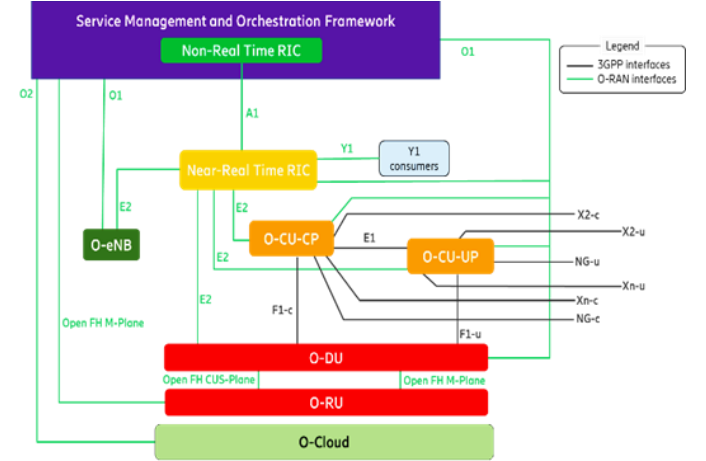 Service Management and Orchestration Framework
Non-Real Time RIC
O1
Legend
3GPP interfaces
O-RAN interfaces
O2
O1
A1
Y1
Y1
consumers
Near-Real Time RIC
E2
E2
X2-c
O-eNB
O-CU-CP
E1
X2-u
O-CU-UP
E2
NG-u
Xn-u
E2
Xn-c
F1-c
NG-c
Open FH M-Plane
F1-u
O-DU
Open FH CUS-Plane
Open FH M-Plane
O-RU
O-Cloud